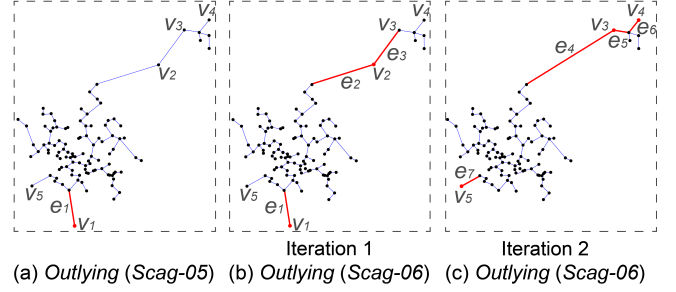 v4
v3
v2
v5
e1
v1
v4
v3
e3
e2
v2
v5
e1
v1
v4
v3
e5
e6
e4
e7
v5
Iteration 1
Iteration 2
(a) Outlying (Scag-05)
(b) Outlying (Scag-06)
(c) Outlying (Scag-06)